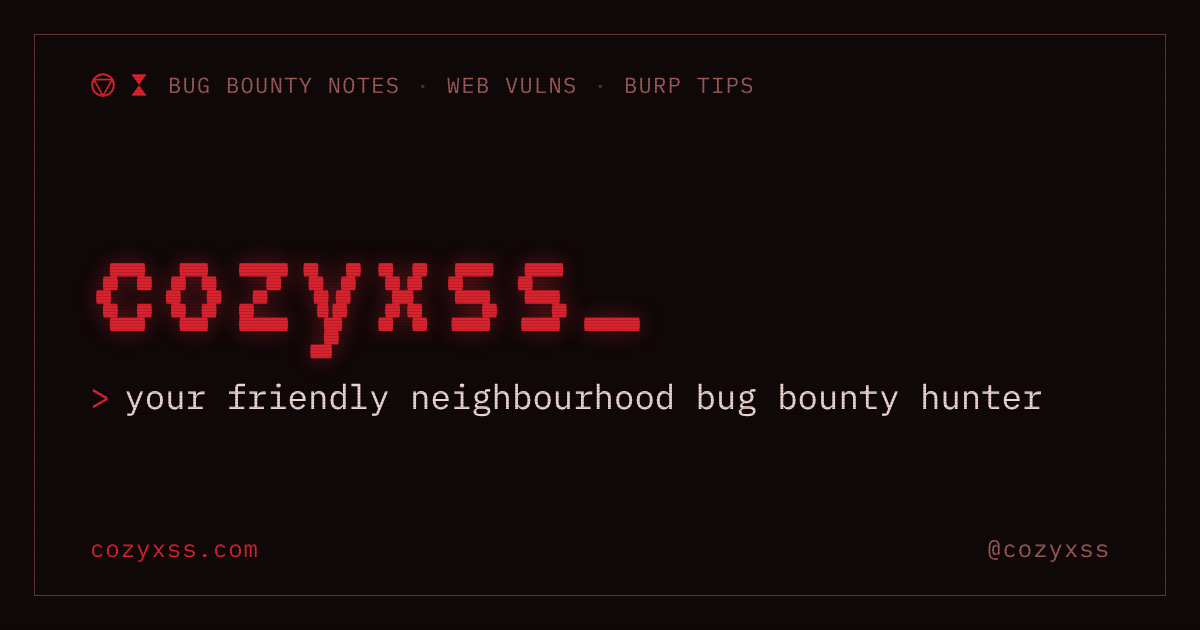 BUG BOUNTY NOTES · WEB VULNS · BURP TIPS
cozyxss_
> your friendly neighbourhood bug bounty hunter
cozyxss.com
@cozyxss